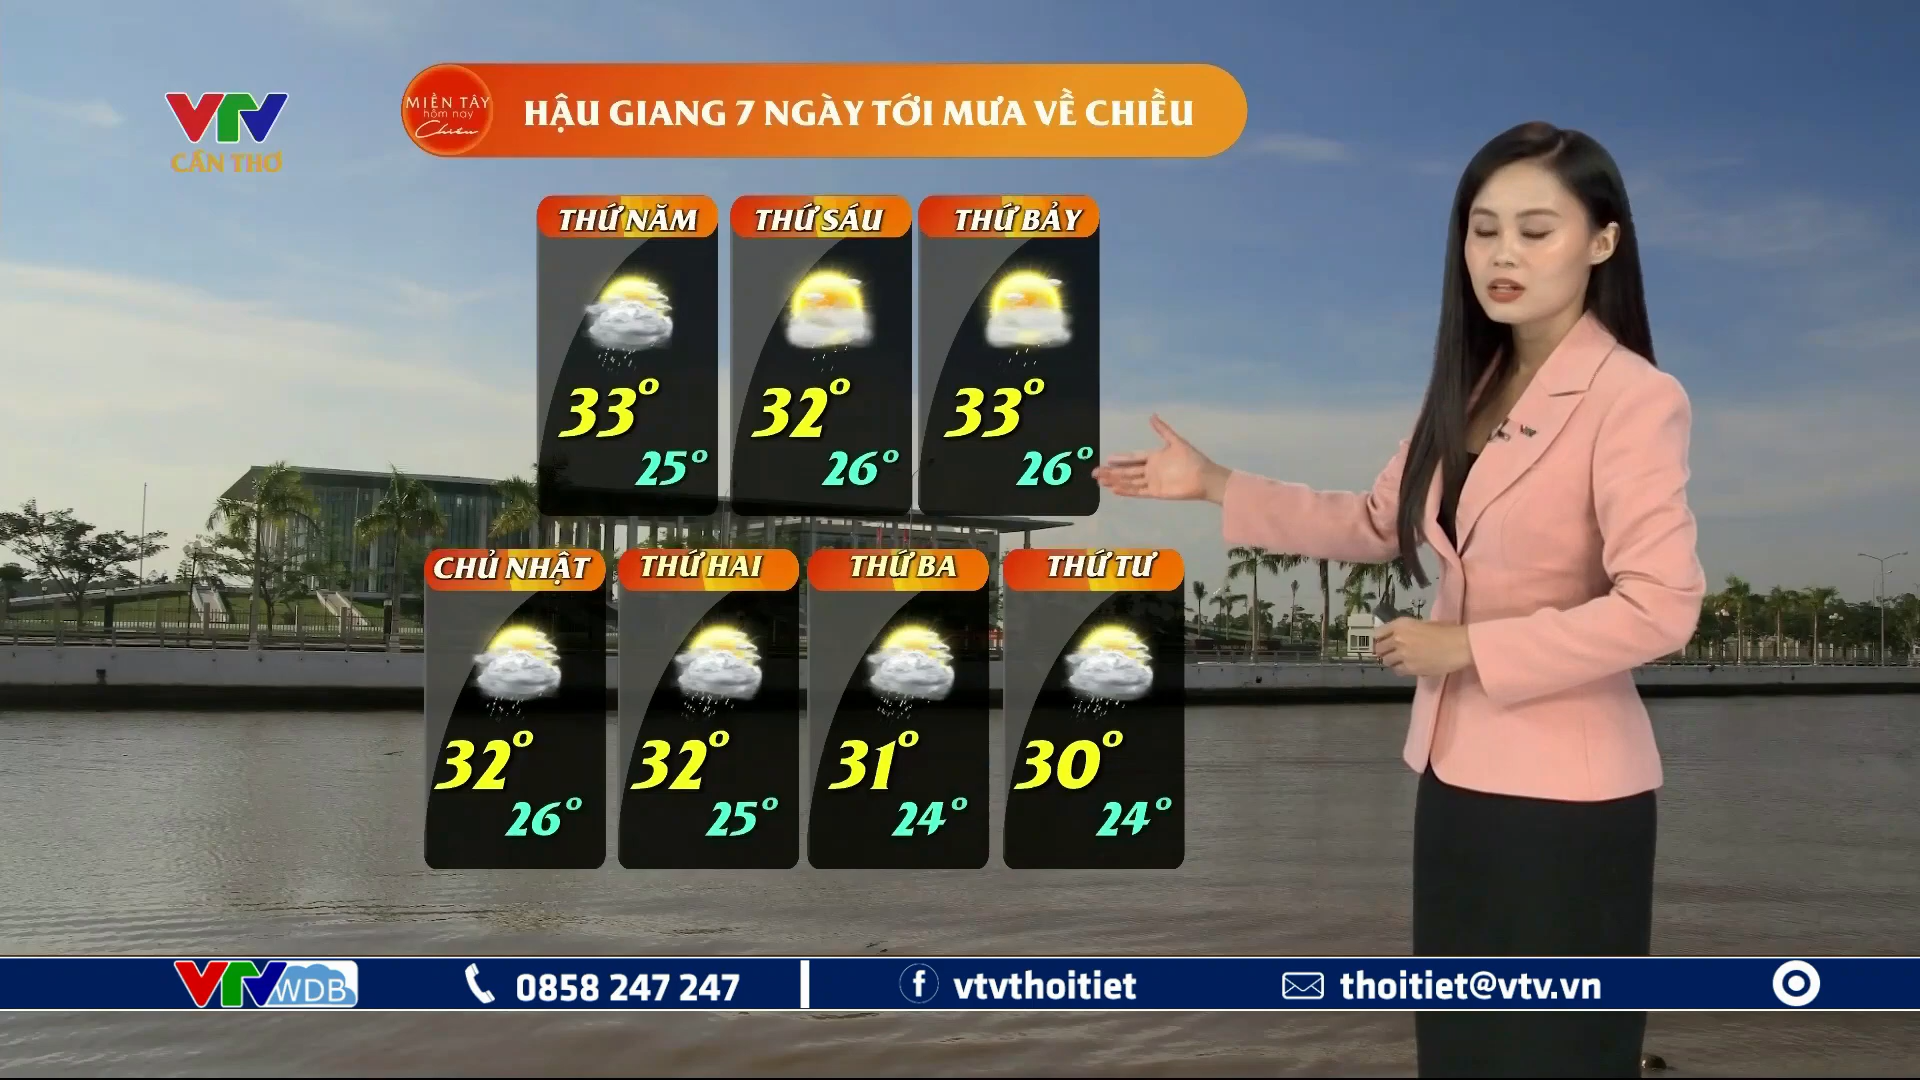 VTV
CẦN THƠ
MIỀN TÂY
hôm nay
Chiều
HẬU GIANG 7 NGÀY TỚI MƯA VỀ CHIỀU
THỨ NĂM
THỨ SÁU
THỨ BẢY
33°
32°
33°
25°
26°
26°
CHỦ NHẬT
THỨ HAI
THỨ BA
THỨ TƯ
32°
32°
31°
30°
26°
25°
24°
24°
VTV WDB
0858 247 247
vtvthoitiet
thoitiet@vtv.vn